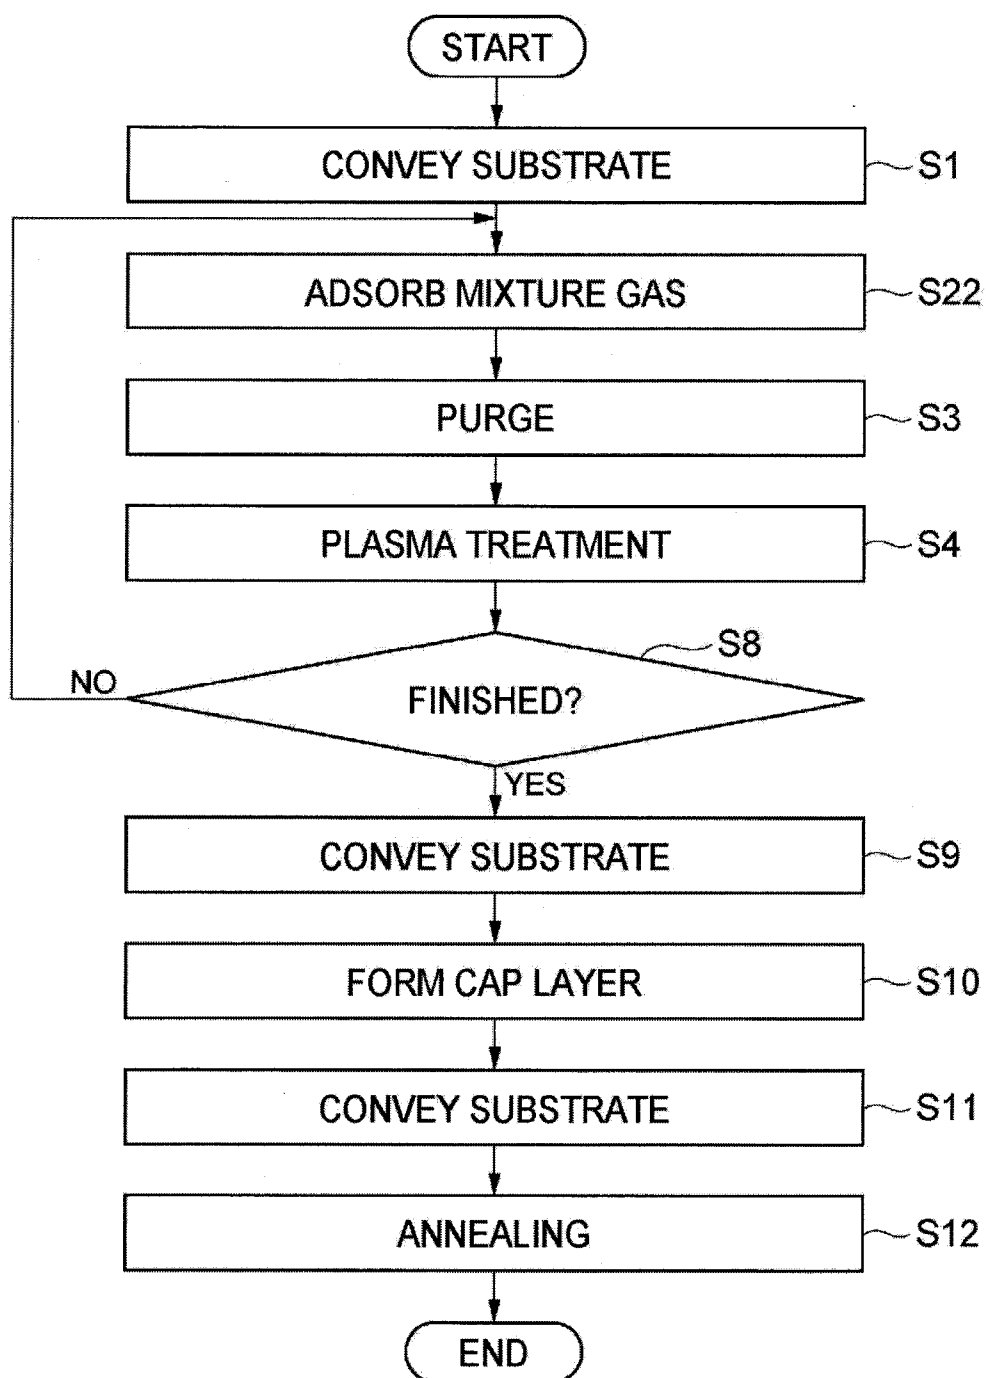 START
CONVEY SUBSTRATE S1
ADSORB MIXTURE GAS S22
PURGE S3
PLASMA TREATMENT S4
S8
NO
FINISHED?
YES
CONVEY SUBSTRATE S9
FORM CAP LAYER S10
CONVEY SUBSTRATE S11
ANNEALING S12
END